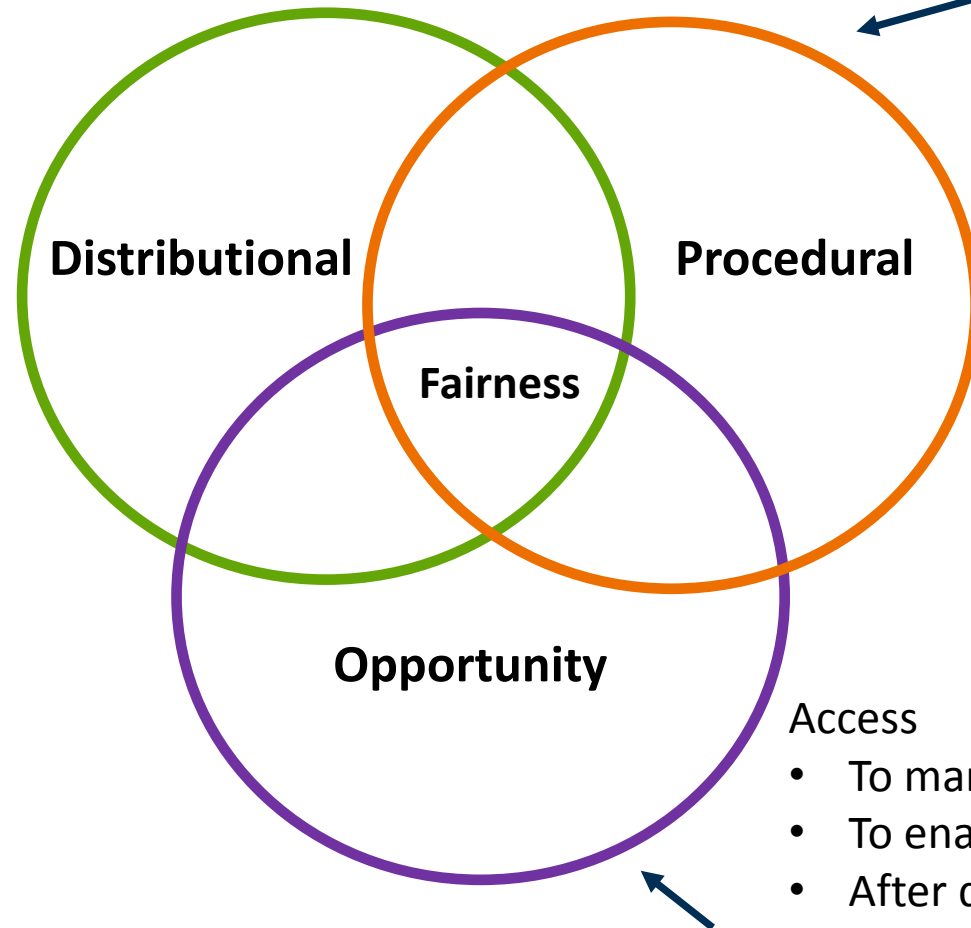 Distributional
Procedural
Fairness
Opportunity
Access
• To
• To
• After